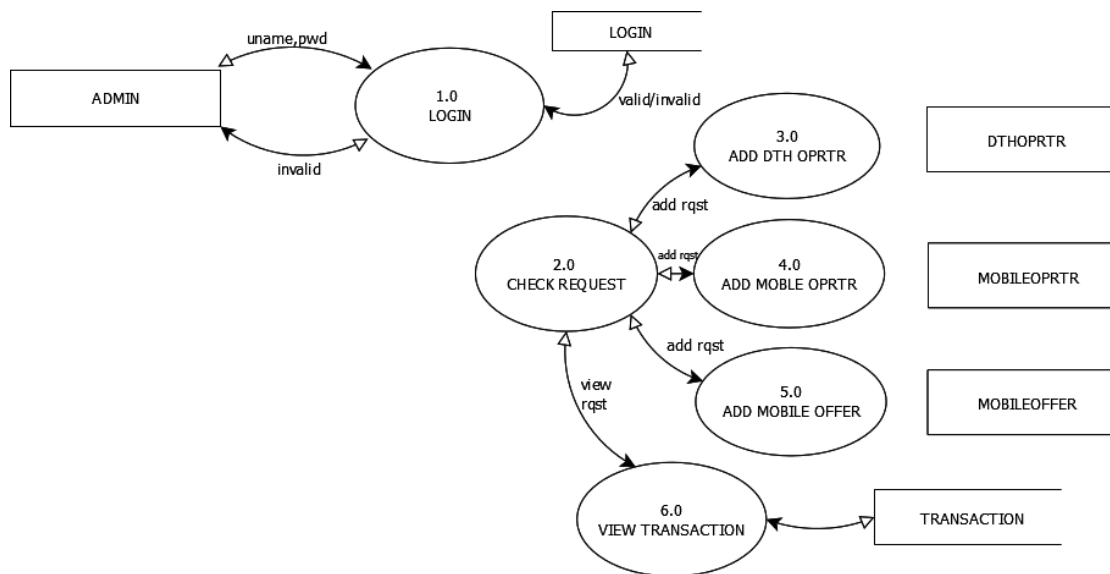 uname,pwd
LOGIN
ADMIN
1.0
LOGIN
valid/invalid
invalid
3.0
ADD DTH OPRTR
DTHOPRTR
add rqst
2.0
CHECK REQUEST
add rqst
4.0
ADD MOBLE OPRTR
MOBILEOPRTR
add rqst
view
rqst
5.0
ADD MOBILE OFFER
MOBILEOFFER
6.0
VIEW TRANSACTION
TRANSACTION